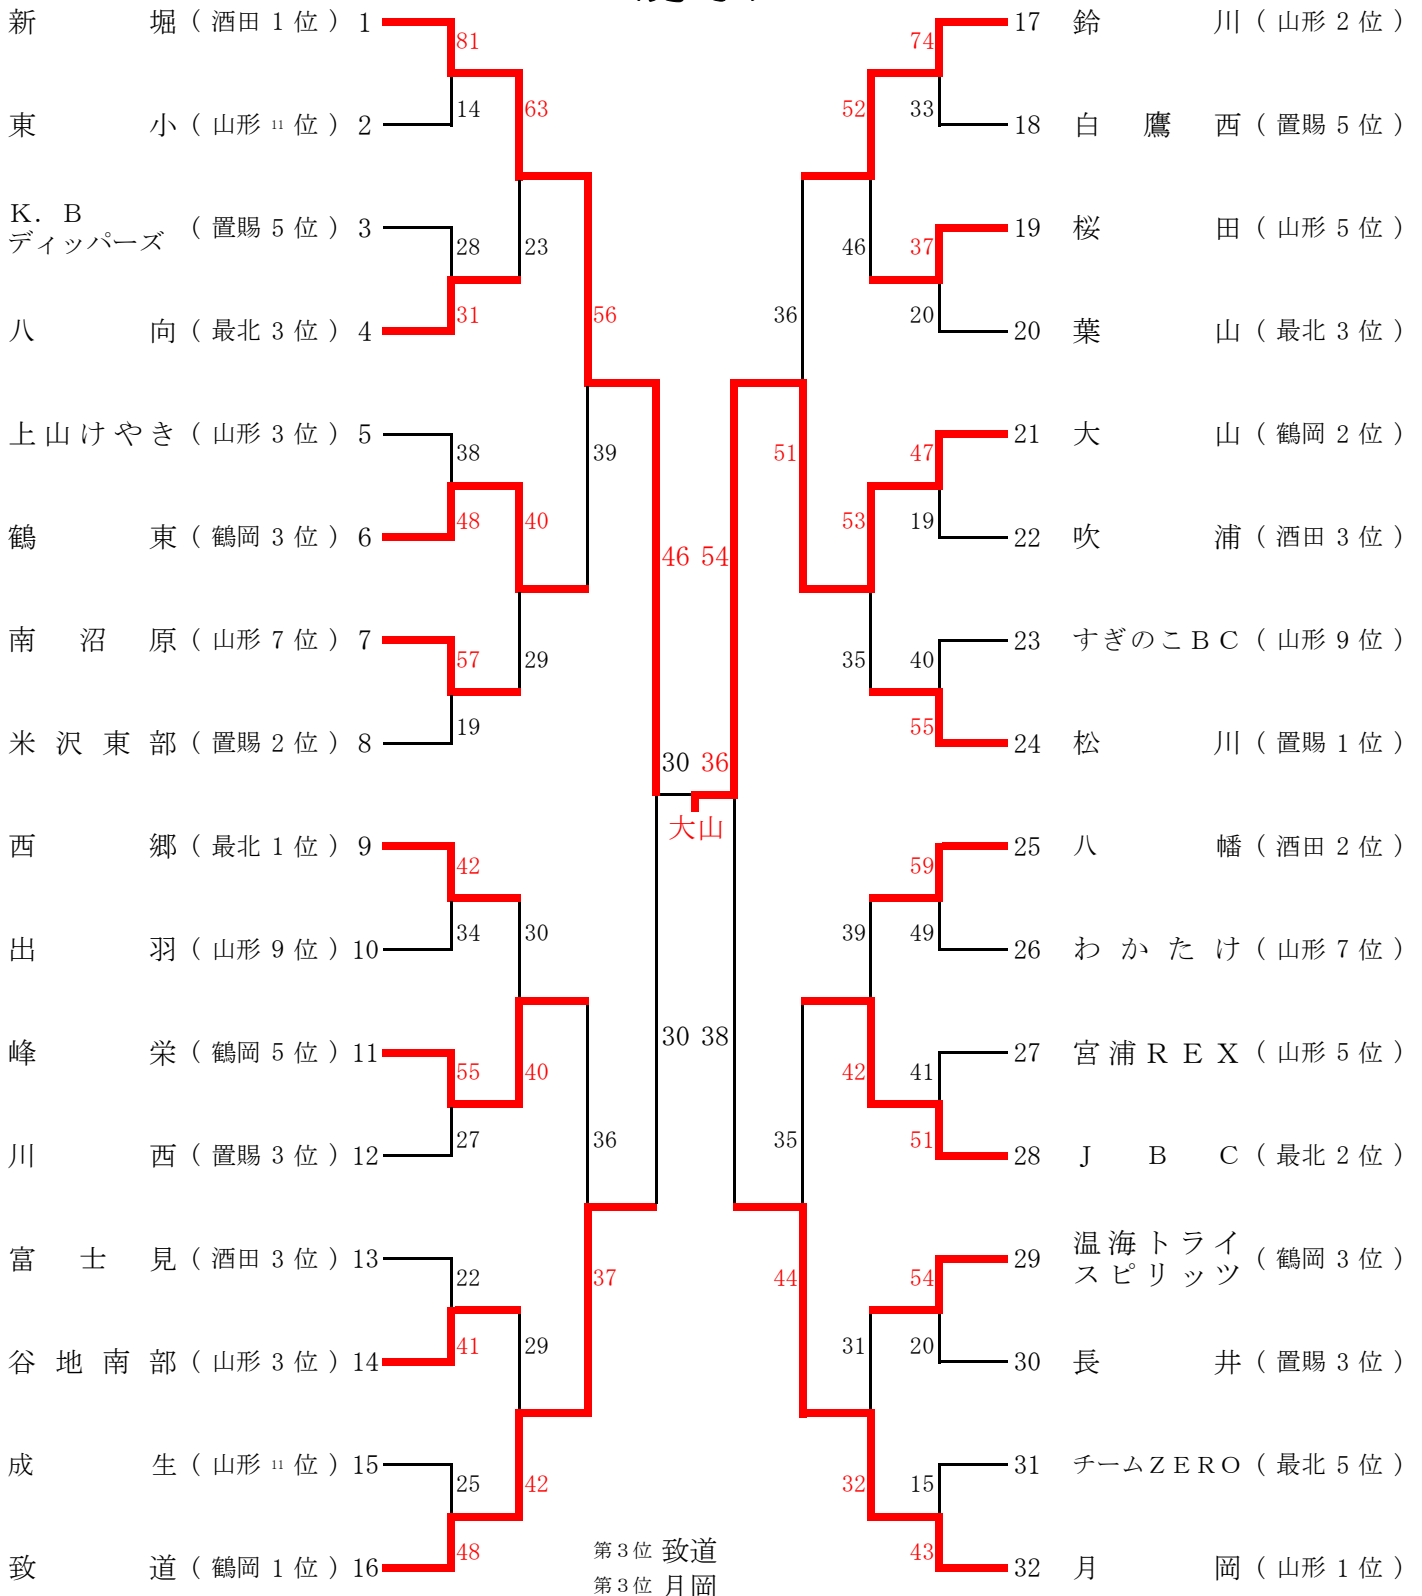 新堀（酒田 1 位）1
81
14
東小（山形 11 位）2
63
K．B
ディッパーズ（置賜 5 位）3
28
23
31
八向（最北 3 位）4
56
上山けやき（山形 3 位）5
38
39
48
40
鶴東（鶴岡 3 位）6
南沼原（山形 7 位）7
57
29
19
米沢東部（置賜 2 位）8
西郷（最北 1 位）9
42
34
30
出羽（山形 9 位）10
峰栄（鶴岡 5 位）11
55
40
27
36
川西（置賜 3 位）12
富士見（酒田 3 位）13
22
37
41
29
谷地南部（山形 3 位）14
成生（山形 11 位）15
25
42
48
致道（鶴岡 1 位）16
46 54
30 36
大山
30 38
第3位 致道
第3位 月岡
17 鈴川（山形 2 位）
74
52
33
18 白鷹西（置賜 5 位）
19 桜田（山形 5 位）
46
37
36
20
20 葉山（最北 3 位）
21 大山（鶴岡 2 位）
51
47
53
19
22 吹浦（酒田 3 位）
23 すぎのこＢＣ（山形 9 位）
35
40
55
24 松川（置賜 1 位）
25 八幡（酒田 2 位）
59
39
49
26 わかたけ（山形 7 位）
27 宮浦ＲＥＸ（山形 5 位）
42
41
35
51
28 ＪＢＣ（最北 2 位）
29 温海トライ
スピリッツ（鶴岡 3 位）
44
54
31
20
30 長井（置賜 3 位）
31 チームＺＥＲＯ（最北 5 位）
32
15
43
32 月岡（山形 1 位）